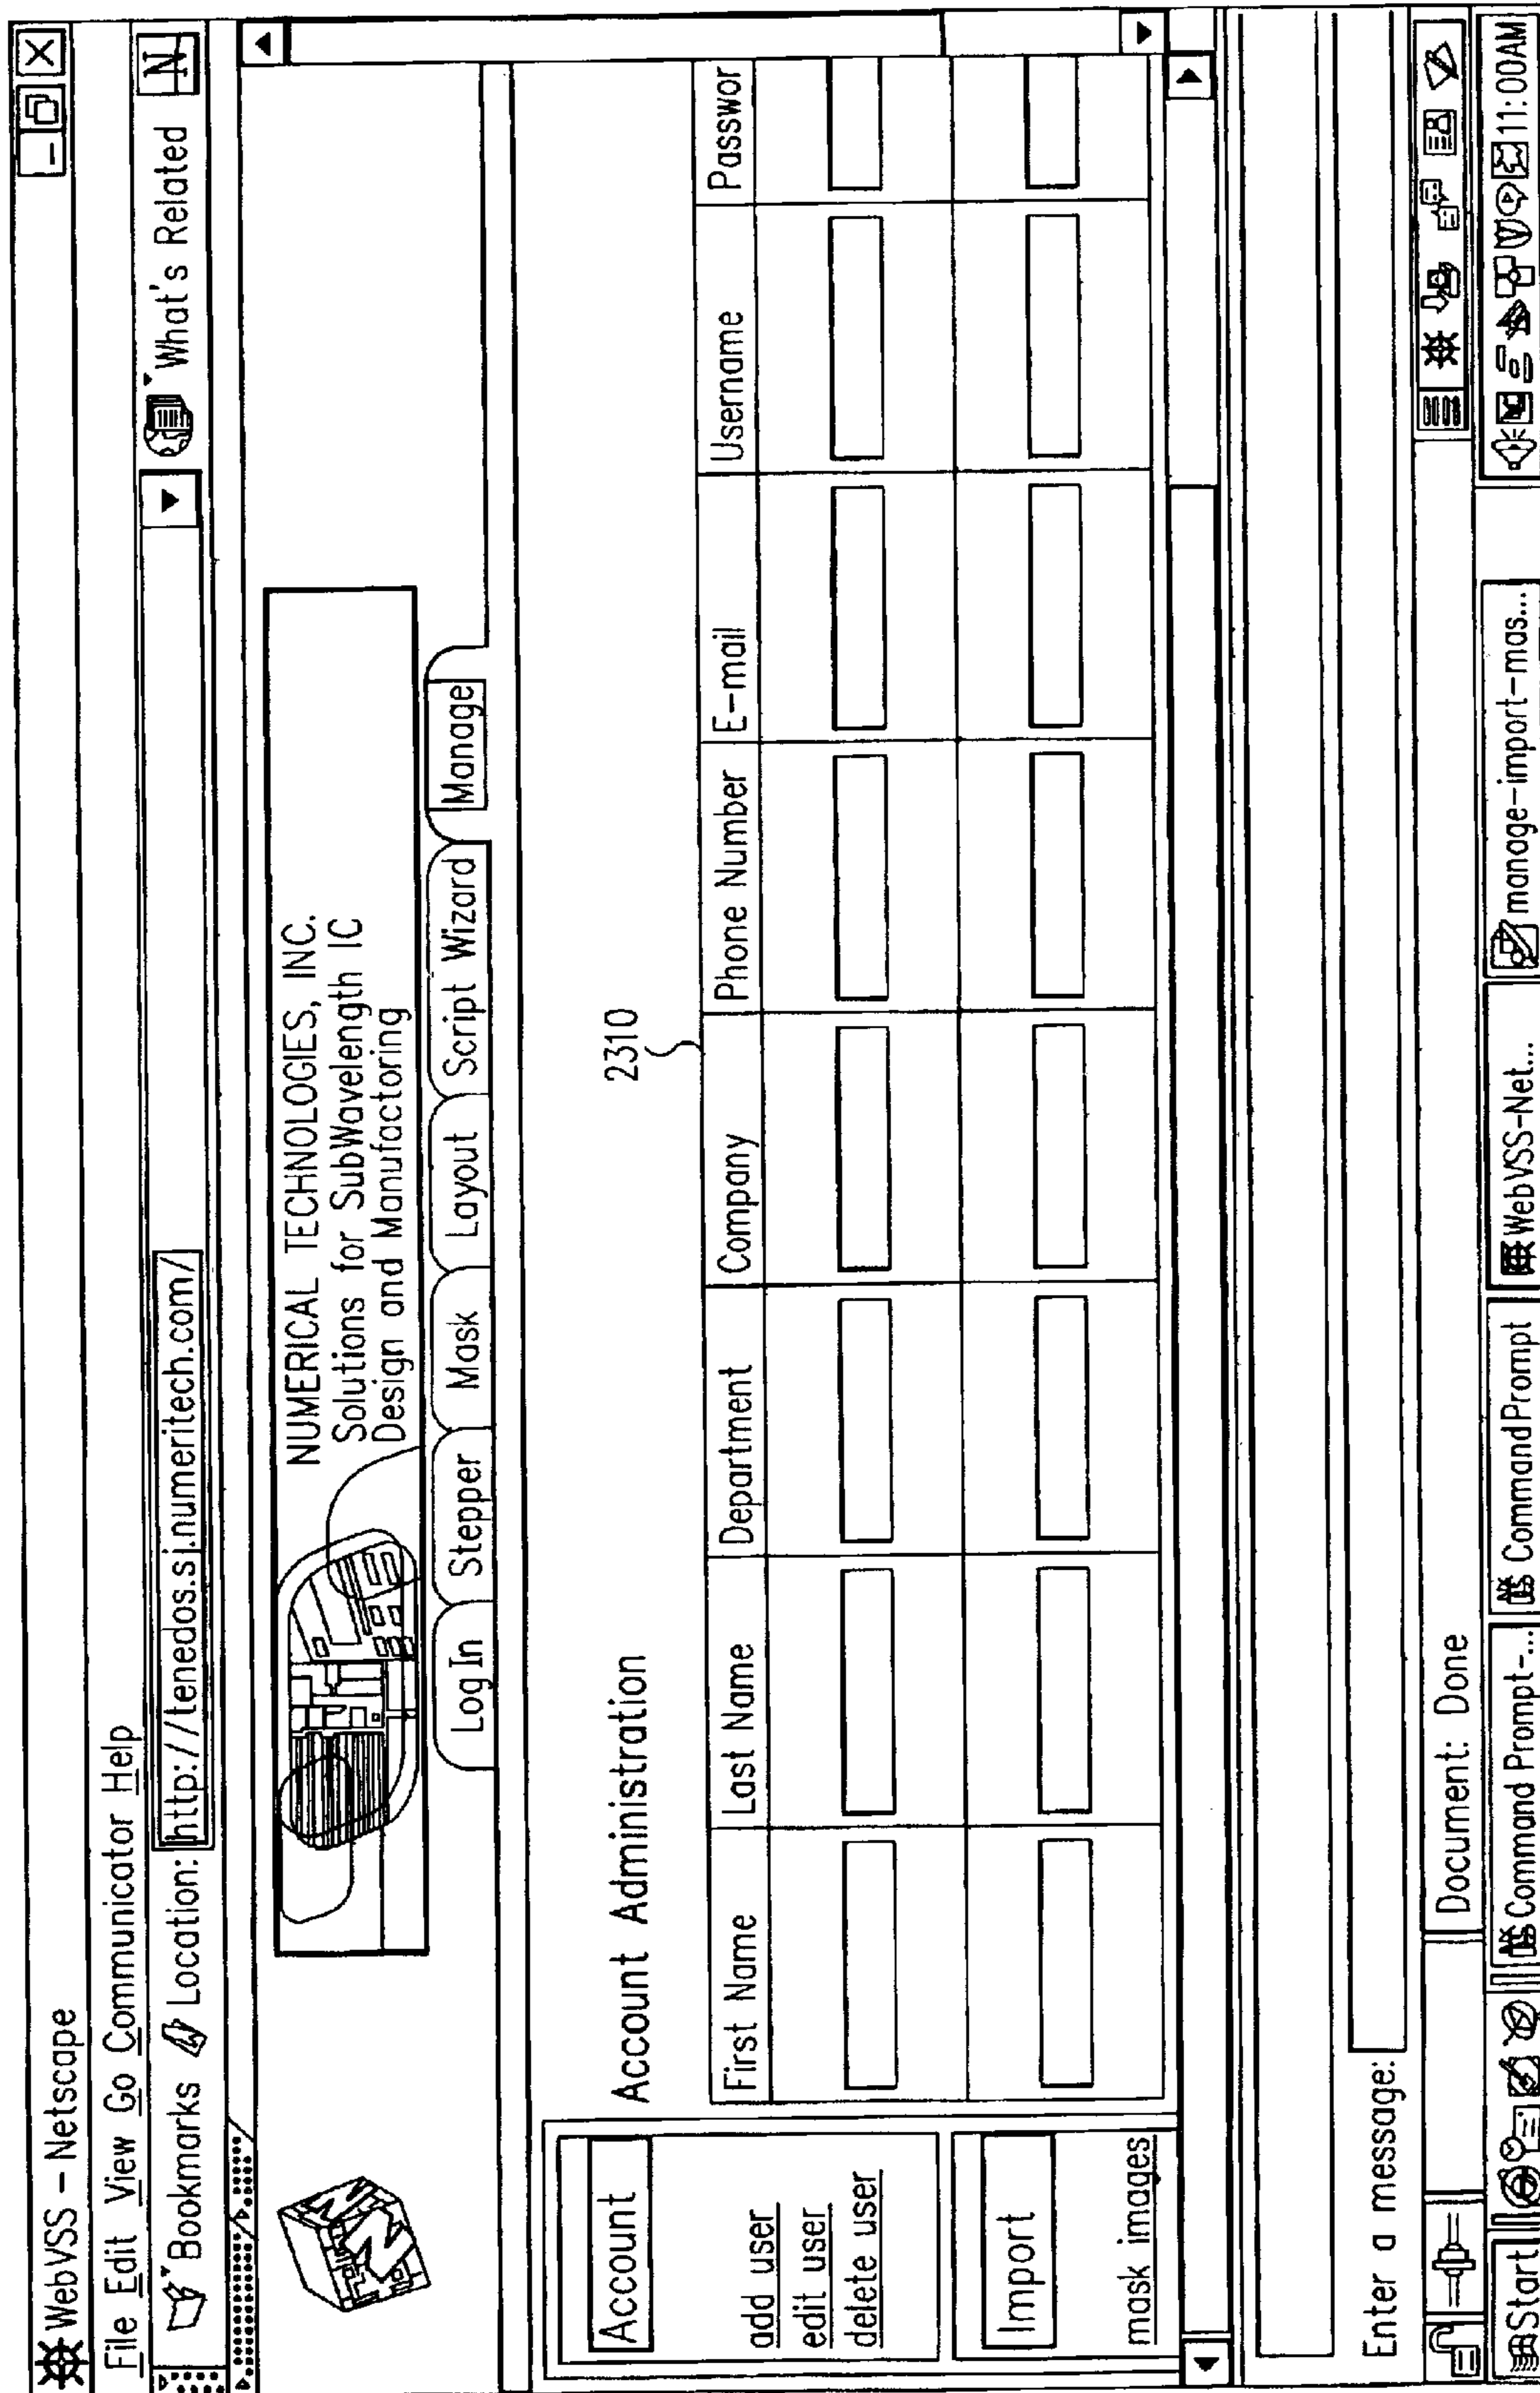 WebVSS - Netscape
File Edit View Go Communicator Help
Bookmarks Location: http://tenedos.sj.numeritech.com/ What's Related N
NUMERICAL TECHNOLOGIES, INC.
Solutions for SubWavelength IC
Design and Manufactoring
Log In Stepper Mask Layout Script Wizard Manage
Account
add user
edit user
delete user
Import
mask images
Account Administration
2310
First Name Last Name Department Company Phone Number E-mail Username Passwor
Enter a message:
Document: Done
Start Command Prompt-... Command Prompt WebVSS-Net... manage-import-mas... 11:00AM